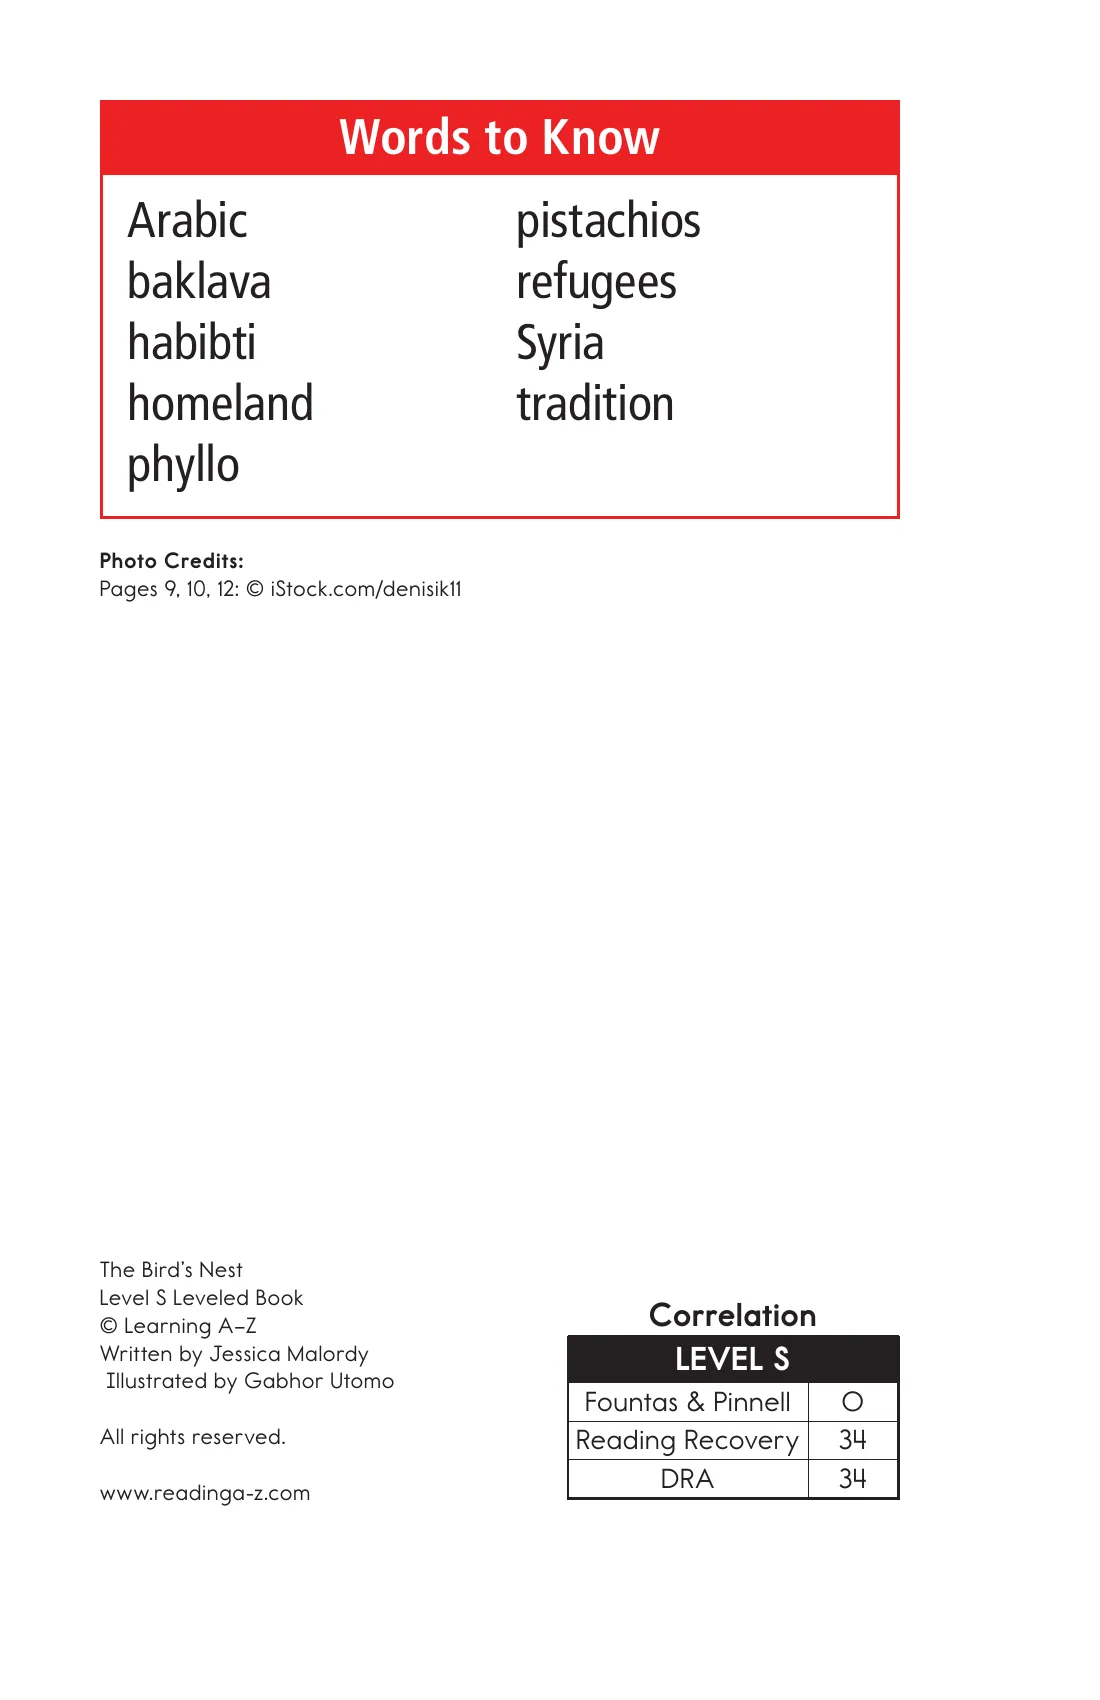 Words to Know
Arabic
baklava
habibti
homeland
phyllo
pistachios
refugees
Syria
tradition
Photo Credits:
Pages 9, 10, 12: © iStock.com/denisik11
The Bird’s Nest
Level S Leveled Book
© Learning A–Z
Written by Jessica Malordy
Illustrated by Gabhor Utomo
All rights reserved.
www.readinga-z.com
Correlation
LEVEL S
Fountas & Pinnell O
Reading Recovery 34
DRA 34